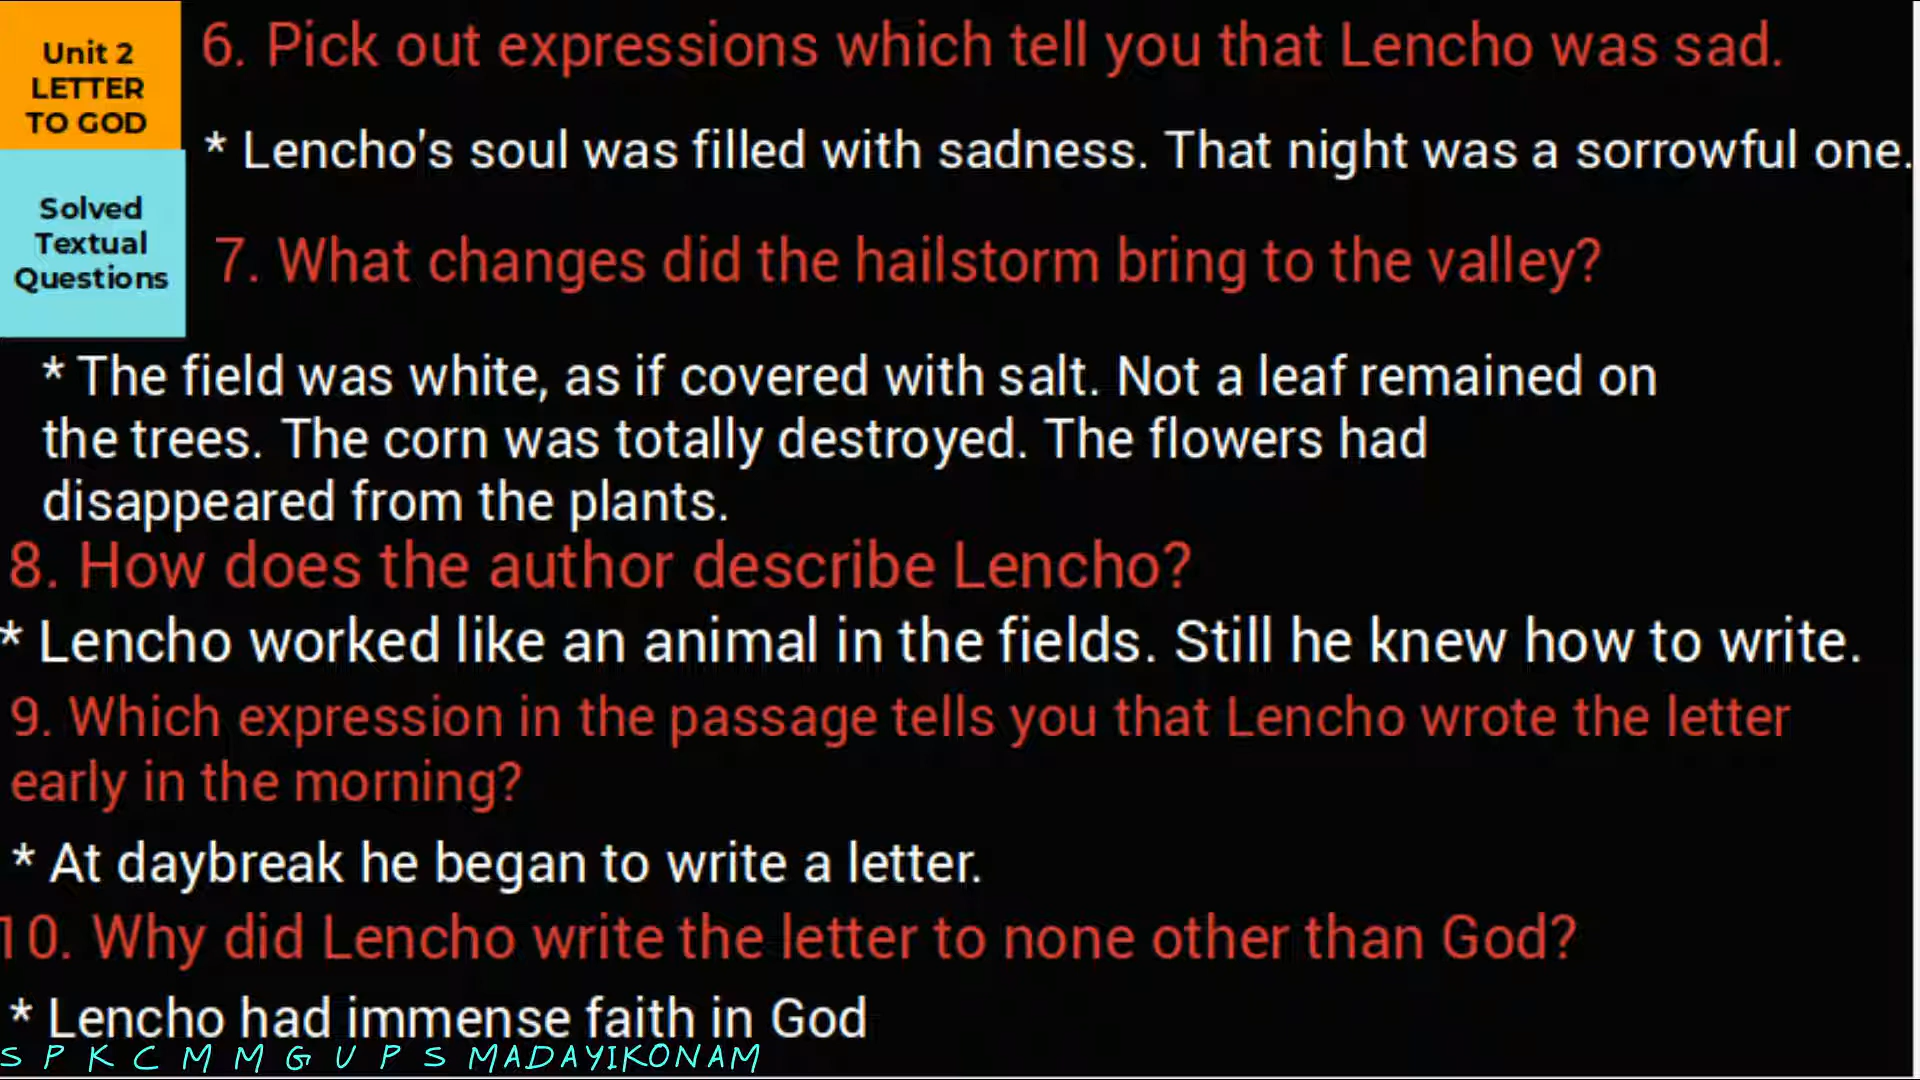 Unit 2
LETTER
TO GOD
Solved
Textual
Questions
6. Pick out expressions which tell you that Lencho was sad.
* Lencho's soul was filled with sadness. That night was a sorrowful one.
7. What changes did the hailstorm bring to the valley?
* The field was white, as if covered with salt. Not a leaf remained on
the trees. The corn was totally destroyed. The flowers had
disappeared from the plants.
8. How does the author describe Lencho?
* Lencho worked like an animal in the fields. Still he knew how to write.
9. Which expression in the passage tells you that Lencho wrote the letter
early in the morning?
* At daybreak he began to write a letter.
10. Why did Lencho write the letter to none other than God?
* Lencho had immense faith in God
S P K C M M G U P S MADAYIKONAM